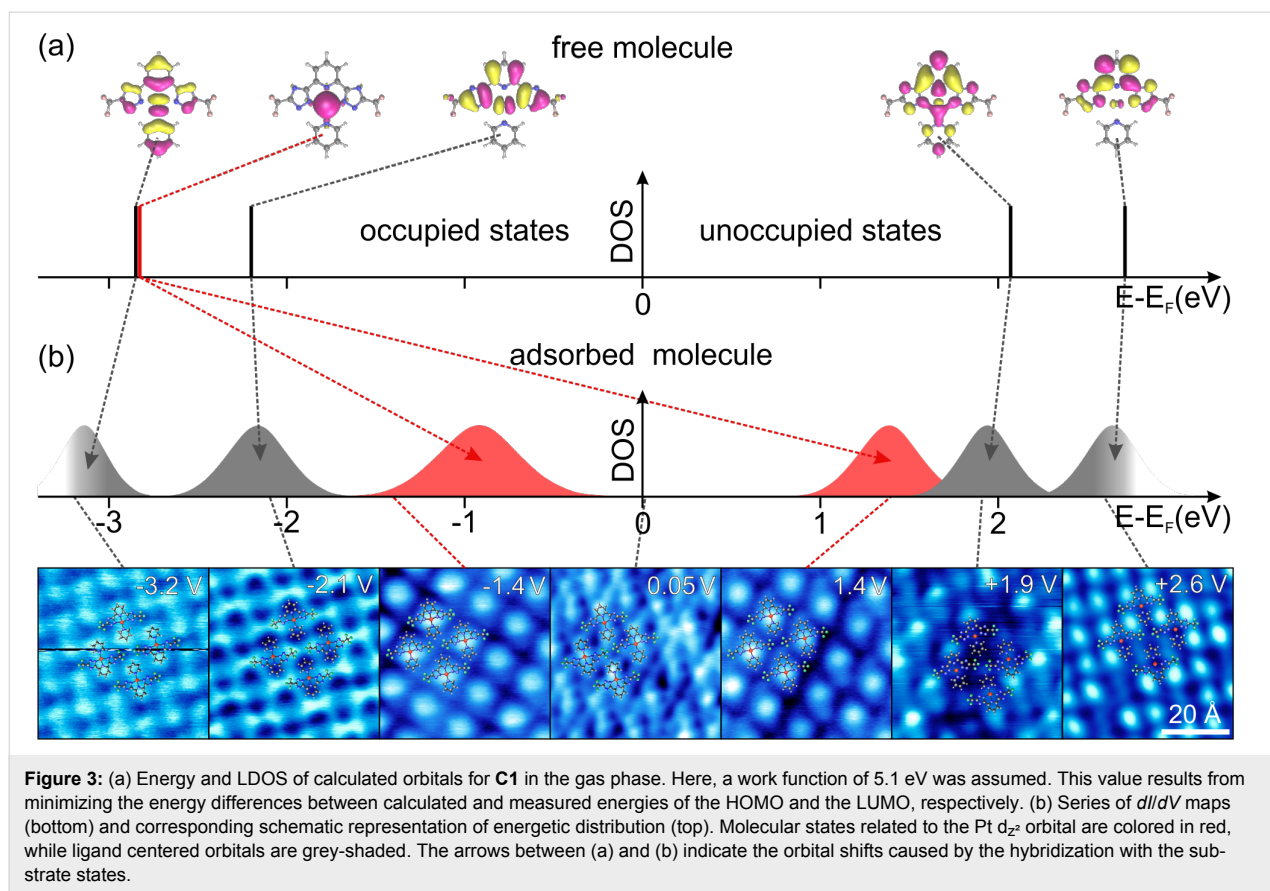 (a)
free molecule
DOS
occupied states
unoccupied states
0
E-E_F(eV)
(b)
adsorbed molecule
DOS
-3
-2
-1
0
1
2
E-E_F(eV)
-3.2 V
-2.1 V
-1.4 V
0.05 V
1.4 V
+1.9 V
+2.6 V
20 Å
Figure 3: (a) Energy and LDOS of calculated orbitals for C1 in the gas phase. Here, a work function of 5.1 eV was assumed. This value results from
minimizing the energy differences between calculated and measured energies of the HOMO and the LUMO, respectively. (b) Series of dI/dV maps
(bottom) and corresponding schematic representation of energetic distribution (top). Molecular states related to the Pt d_z² orbital are colored in red,
while ligand centered orbitals are grey-shaded. The arrows between (a) and (b) indicate the orbital shifts caused by the hybridization with the sub-
strate states.